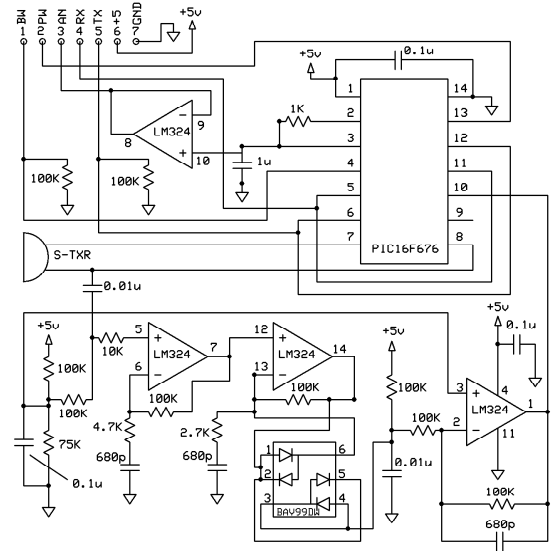 BW PW AN RX TX +5 GND
1 2 3 4 5 6 7
+5v
0.1u
+5v
1 14
1K
2 13
LM324
9
8
10
3 12
1u
4 11
100K 100K
5 10
6 9
7 8
PIC16F676
S-TXR
0.01u
+5v
+5v
+5v
0.1u
5 7 12
10K
LM324 LM324
14
6 13
100K
100K 100K
100K
3 4
LM324
1
2
11
100K
100K
4.7K 2.7K
75K
680p 680p
0.1u
0.01u
1 6
2 5
3 4
BAV99DW
100K
680p